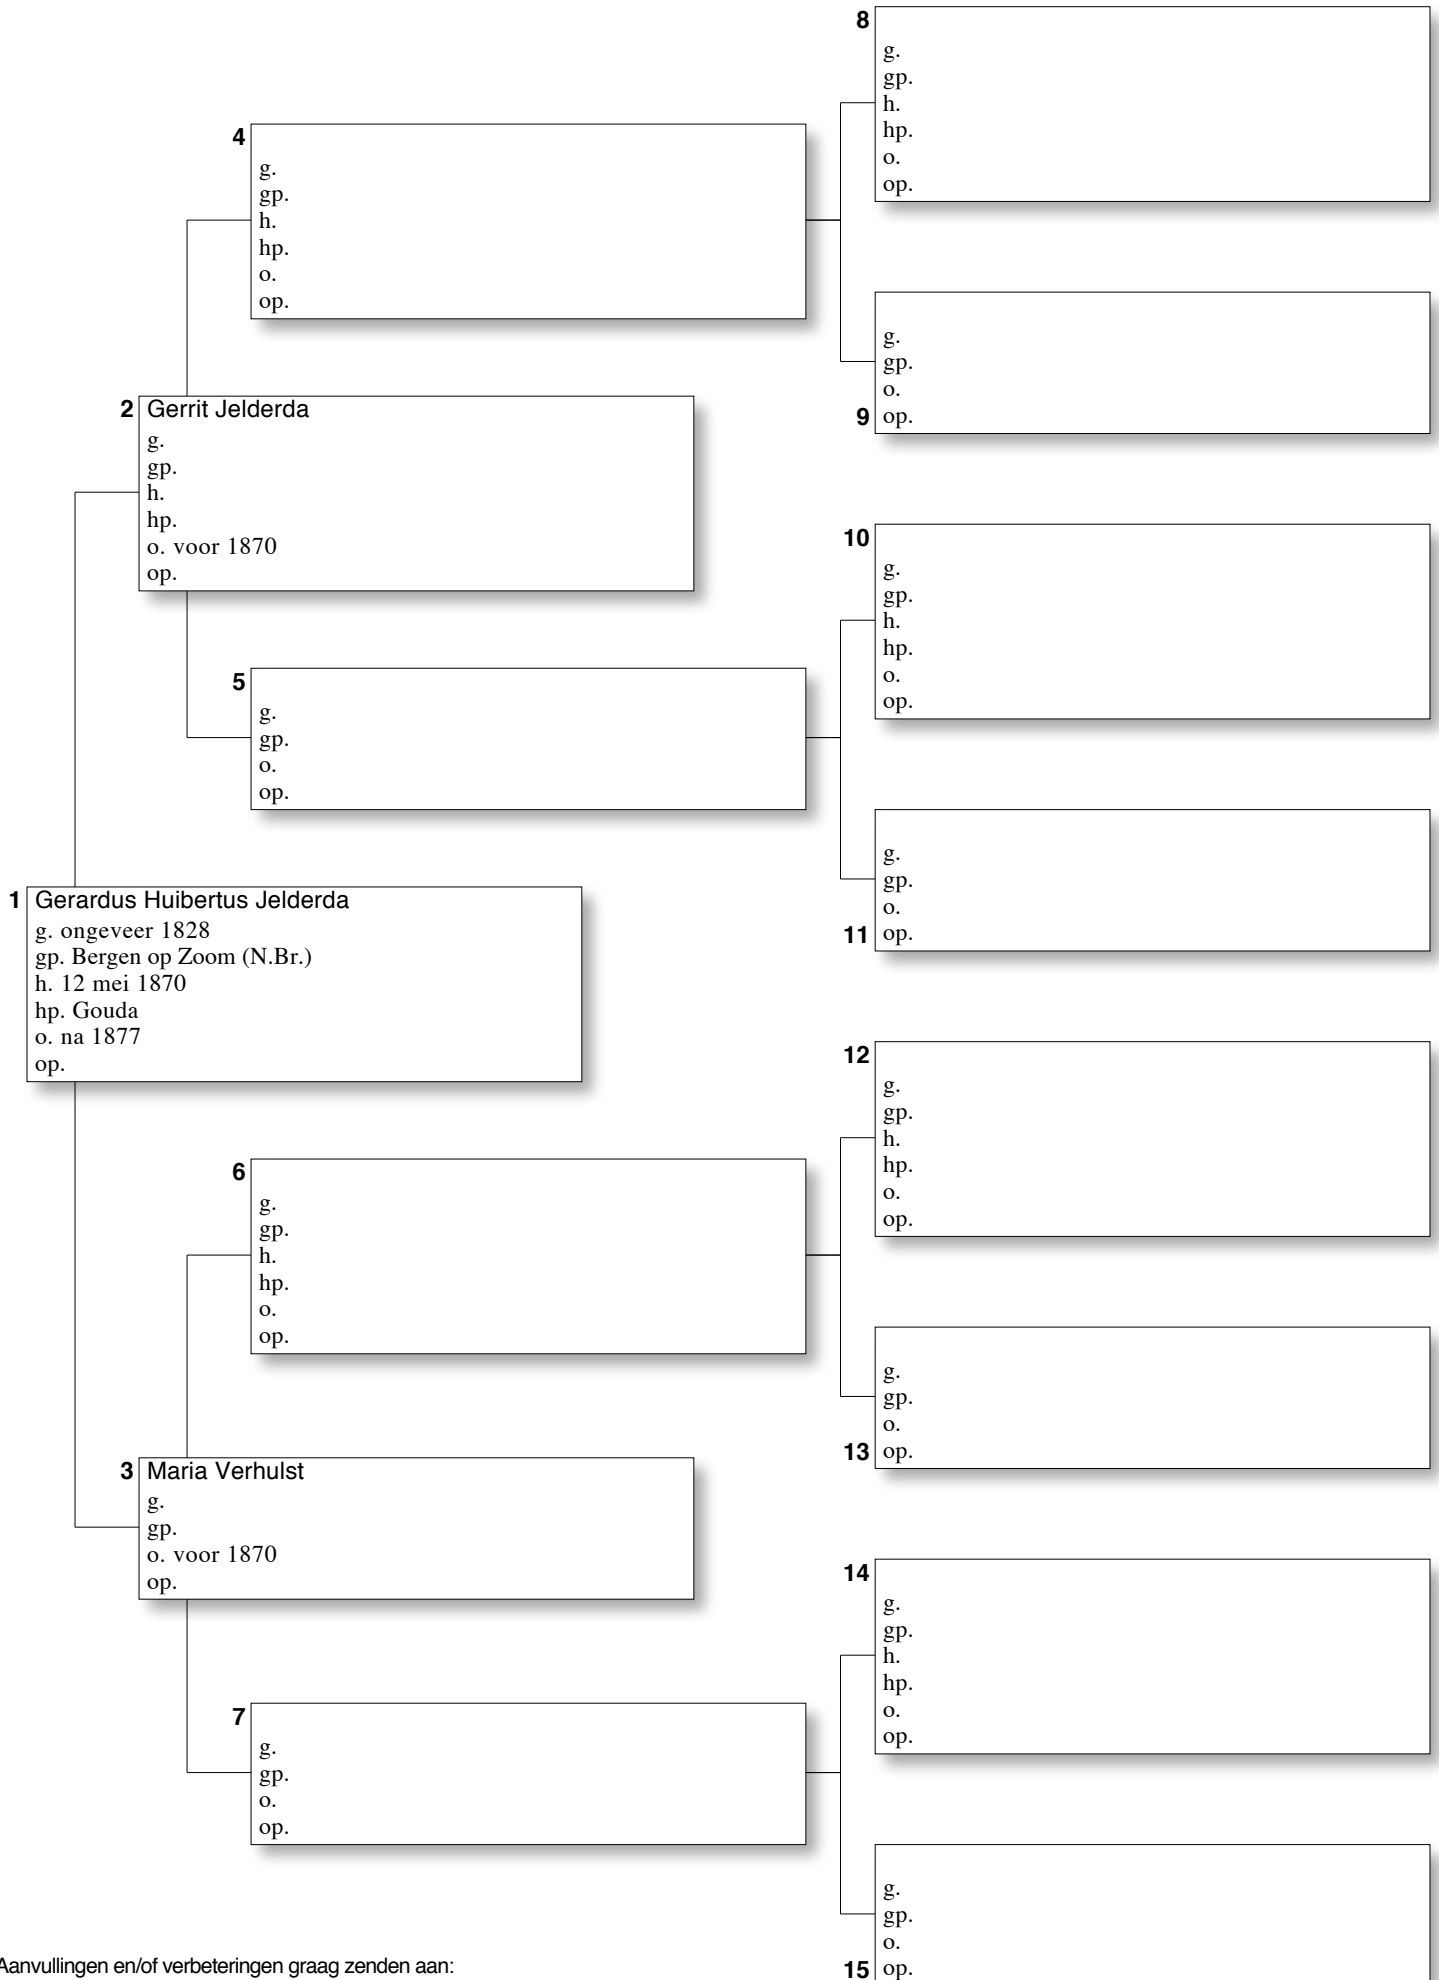 8
g.
gp.
h.
hp.
o.
op.
4
g.
gp.
h.
hp.
o.
op.
g.
gp.
o.
9 op.
2 Gerrit Jelderda
g.
gp.
h.
hp.
o. voor 1870
op.
10
g.
gp.
h.
hp.
o.
op.
5
g.
gp.
o.
op.
g.
gp.
o.
11 op.
1 Gerardus Huibertus Jelderda
g. ongeveer 1828
gp. Bergen op Zoom (N.Br.)
h. 12 mei 1870
hp. Gouda
o. na 1877
op.
12
g.
gp.
h.
hp.
o.
op.
6
g.
gp.
h.
hp.
o.
op.
g.
gp.
o.
13 op.
3 Maria Verhulst
g.
gp.
o. voor 1870
op.
14
g.
gp.
h.
hp.
o.
op.
7
g.
gp.
o.
op.
g.
gp.
o.
15 op.
Aanvullingen en/of verbeteringen graag zenden aan: